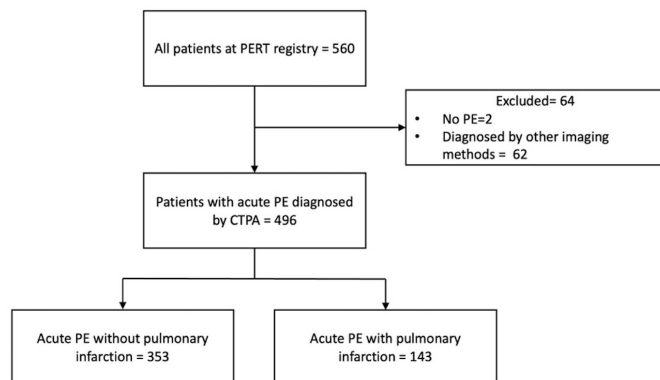 All patients at PERT registry = 560
Excluded= 64
• No PE=2
• Diagnosed by other imaging
methods = 62
Patients with acute PE diagnosed
by CTPA = 496
Acute PE without pulmonary
infarction = 353
Acute PE with pulmonary
infarction = 143